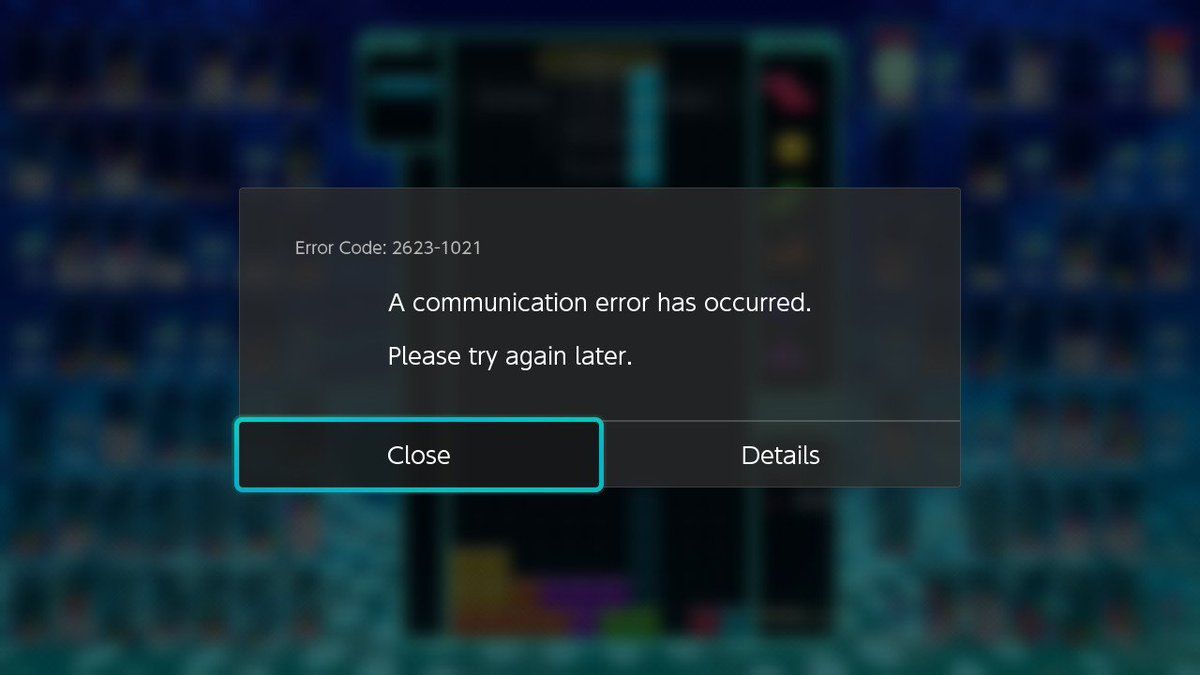 Error Code: 2623-1021
A communication error has occurred.
Please try again later.
Close
Details